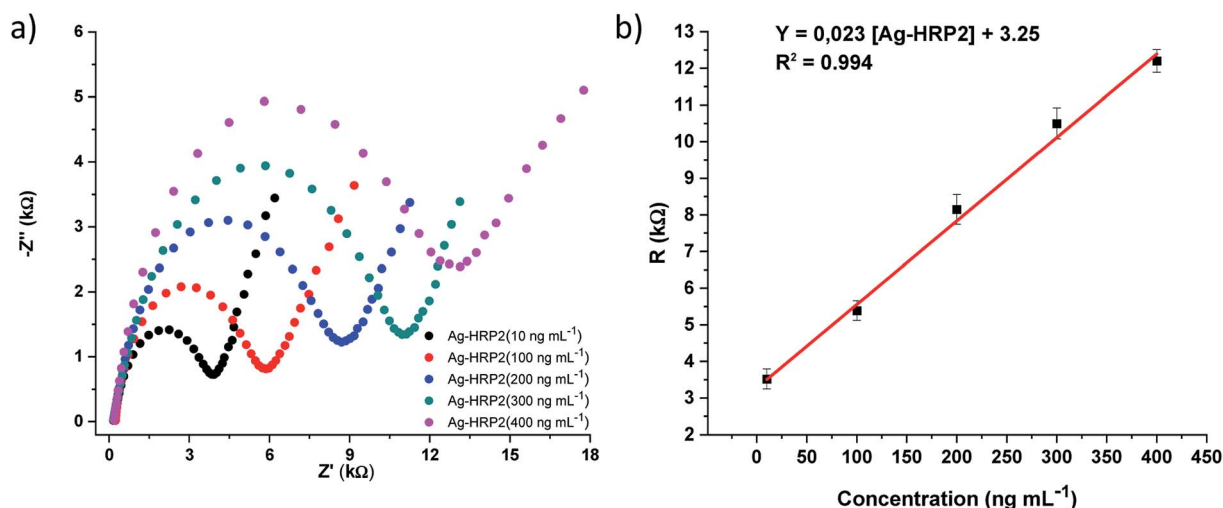 a)
6
5
4
3
2
1
0
-Z'' (kΩ)
Ag-HRP2(10 ng mL⁻¹)
Ag-HRP2(100 ng mL⁻¹)
Ag-HRP2(200 ng mL⁻¹)
Ag-HRP2(300 ng mL⁻¹)
Ag-HRP2(400 ng mL⁻¹)
0 3 6 9 12 15 18
Z' (kΩ)
b)
Y = 0,023 [Ag-HRP2] + 3.25
R² = 0.994
13
12
11
10
9
8
7
6
5
4
3
2
R (kΩ)
0 50 100 150 200 250 300 350 400 450
Concentration (ng mL⁻¹)